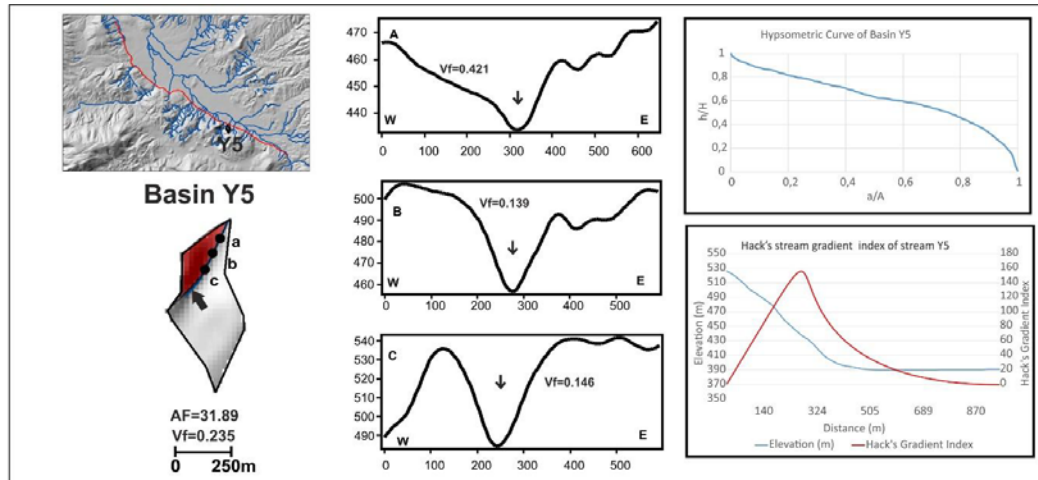 Y5
Basin Y5
a
b
c
AF=31.89
Vf=0.235
0 250m
A
Vf=0.421
470
460
450
440
W E
0 100 200 300 400 500 600
B
Vf=0.139
500
490
480
470
460
W E
0 100 200 300 400 500
C
Vf=0.146
540
530
520
510
500
490
W E
0 100 200 300 400 500
Hypsometric Curve of Basin Y5
h/H
1
0,8
0,6
0,4
0,2
0
0 0,2 0,4 0,6 0,8 1
a/A
Hack's stream gradient index of stream Y5
Elevation (m)
550
530
510
490
470
450
430
410
390
370
350
180
160
140
120
100
80
60
40
20
0
Hack's Gradient Index
140 324 505 689 870
Distance (m)
Elevation (m) Hack's Gradient Index